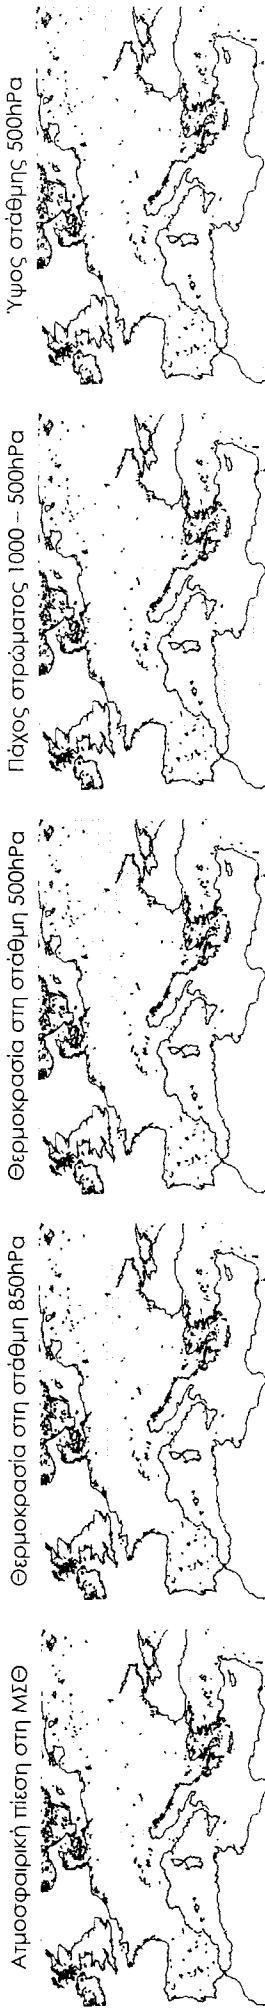 Ατμοσφαιρική πίεση στη ΜΣΘ
Θερμοκρασία στη στάθμη 850hPa
Θερμοκρασία στη στάθμη 500hPa
Πάχος στρώματος 1000 – 500hPa
Ύψος στάθμης 500hPa